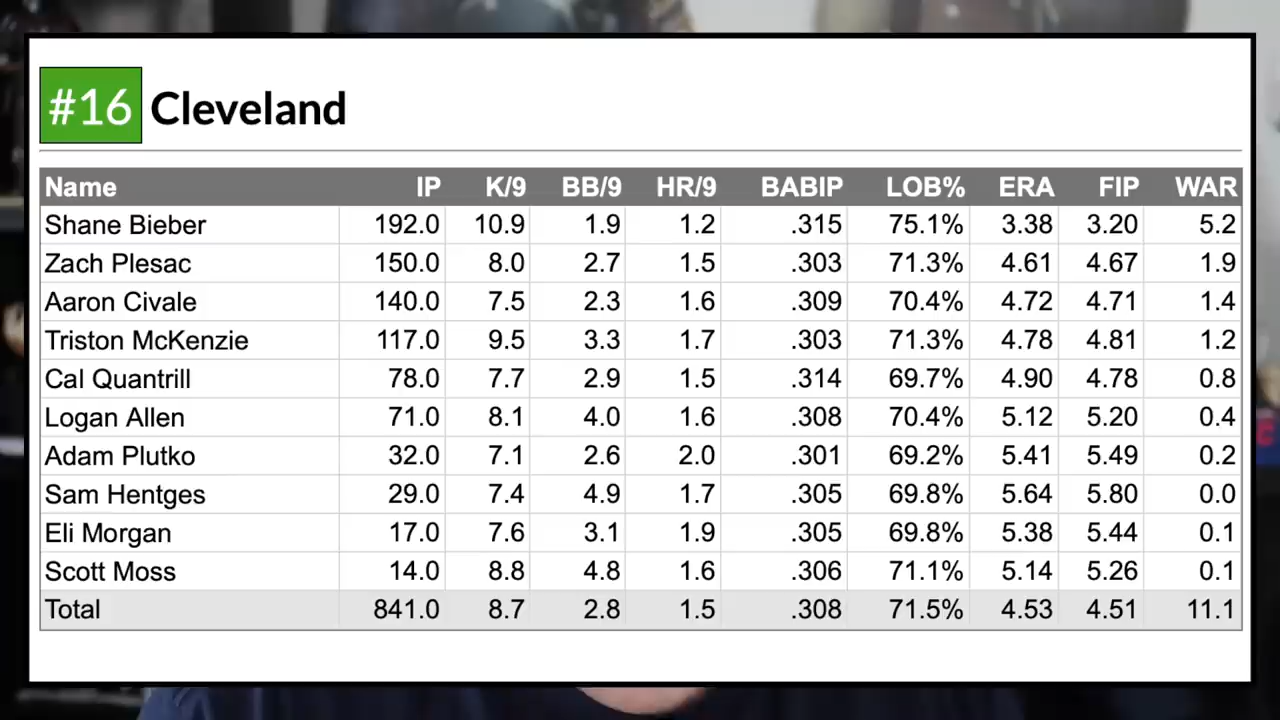 #16 Cleveland
Name IP K/9 BB/9 HR/9 BABIP LOB% ERA FIP WAR
Shane Bieber 192.0 10.9 1.9 1.2 .315 75.1% 3.38 3.20 5.2
Zach Plesac 150.0 8.0 2.7 1.5 .303 71.3% 4.61 4.67 1.9
Aaron Civale 140.0 7.5 2.3 1.6 .309 70.4% 4.72 4.71 1.4
Triston McKenzie 117.0 9.5 3.3 1.7 .303 71.3% 4.78 4.81 1.2
Cal Quantrill 78.0 7.7 2.9 1.5 .314 69.7% 4.90 4.78 0.8
Logan Allen 71.0 8.1 4.0 1.6 .308 70.4% 5.12 5.20 0.4
Adam Plutko 32.0 7.1 2.6 2.0 .301 69.2% 5.41 5.49 0.2
Sam Hentges 29.0 7.4 4.9 1.7 .305 69.8% 5.64 5.80 0.0
Eli Morgan 17.0 7.6 3.1 1.9 .305 69.8% 5.38 5.44 0.1
Scott Moss 14.0 8.8 4.8 1.6 .306 71.1% 5.14 5.26 0.1
Total 841.0 8.7 2.8 1.5 .308 71.5% 4.53 4.51 11.1